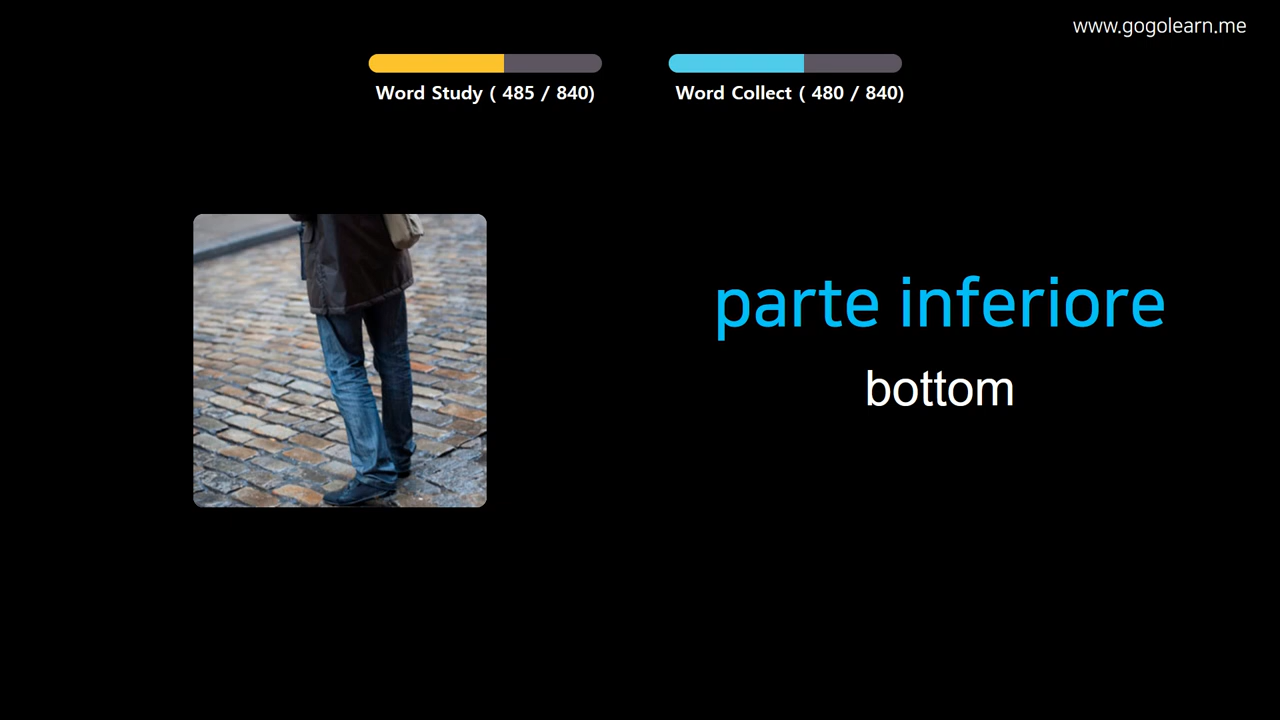 www.gogolearn.me
Word Study ( 485 / 840)
Word Collect ( 480 / 840)
parte inferiore
bottom